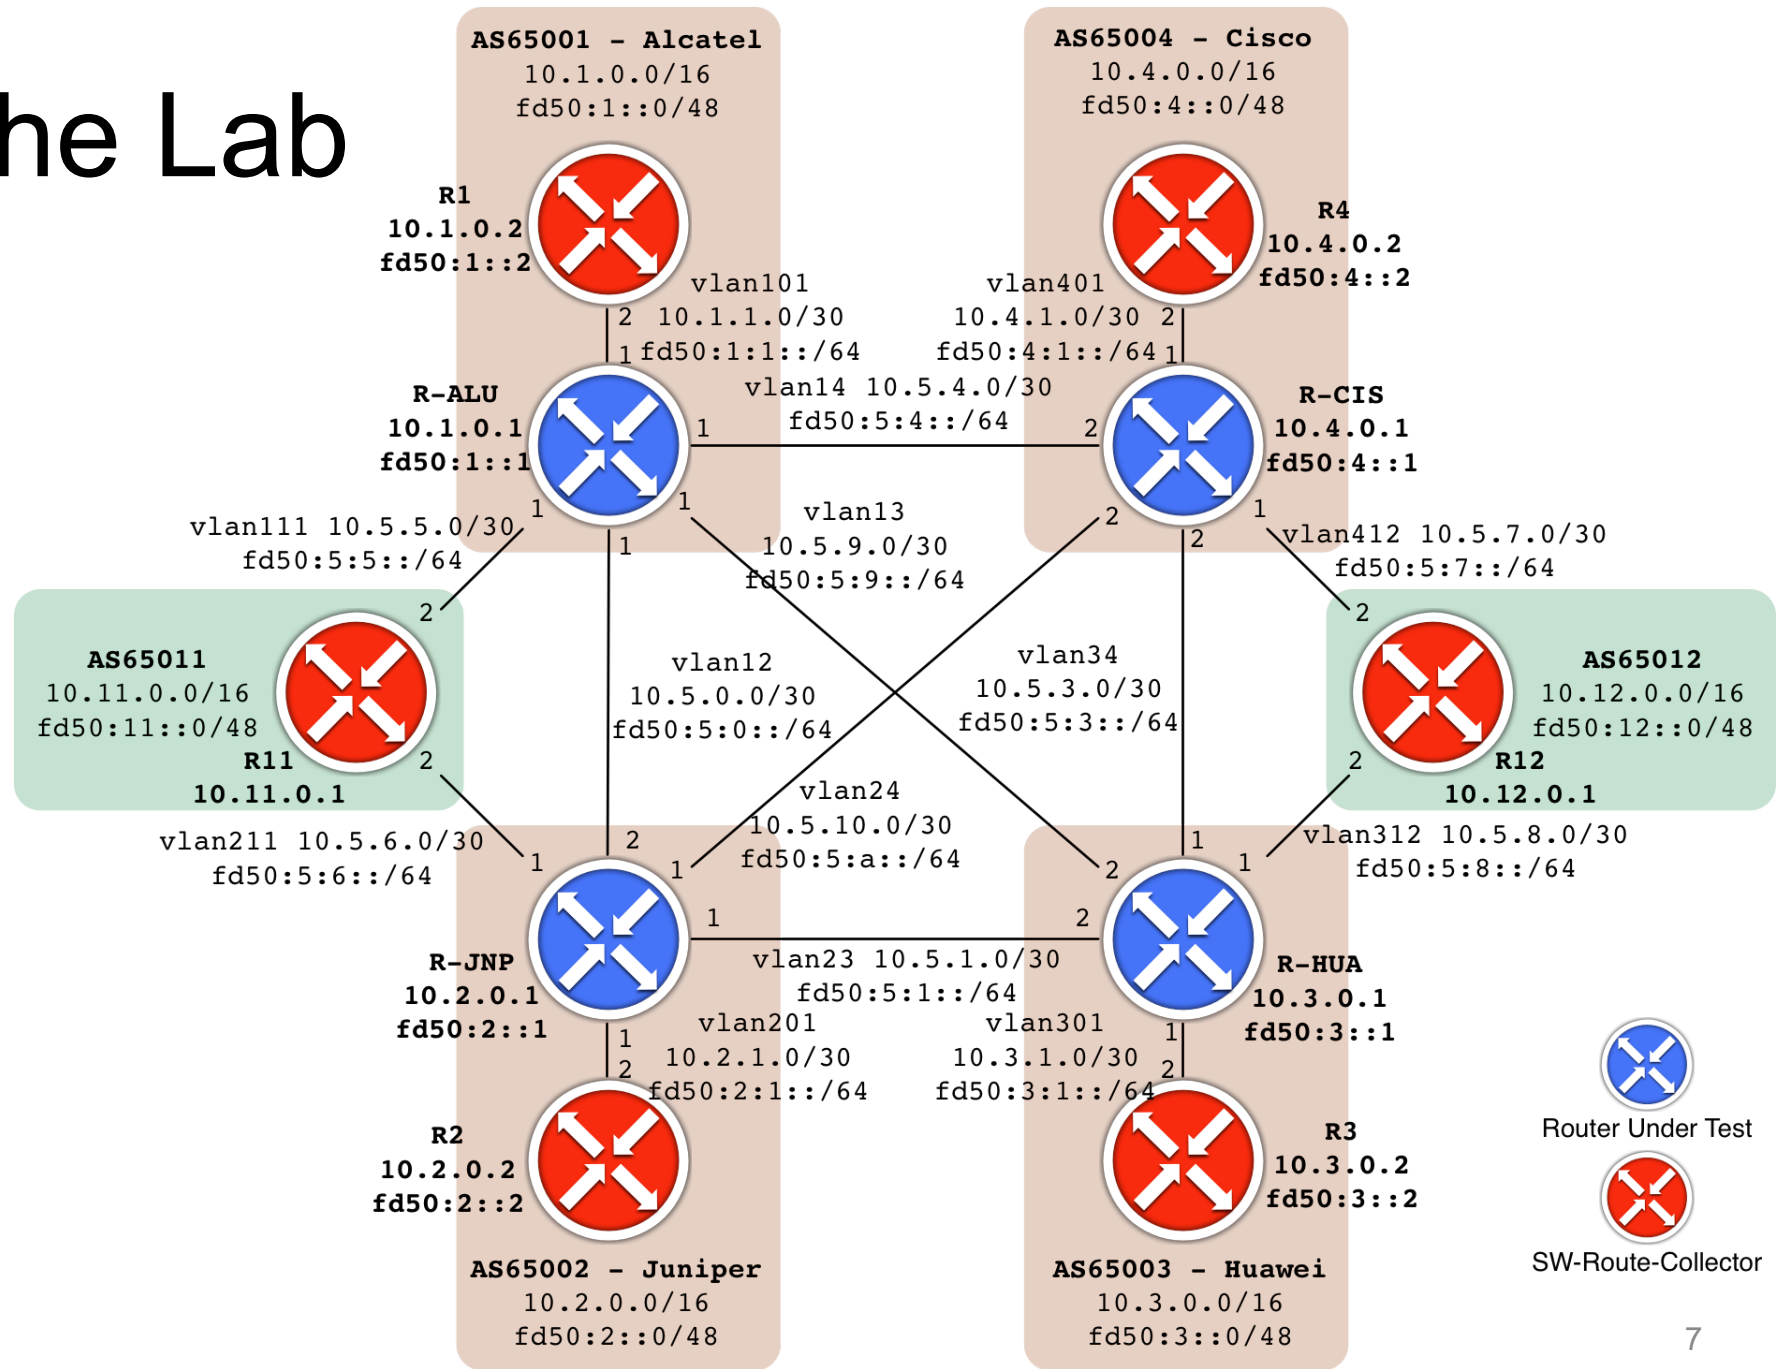 he Lab
AS65001 - Alcatel
10.1.0.0/16
fd50:1::0/48
AS65004 - Cisco
10.4.0.0/16
fd50:4::0/48
R1
10.1.0.2
fd50:1::2
R4
10.4.0.2
fd50:4::2
vlan101
2 10.1.1.0/30
1 fd50:1:1::/64
vlan401
10.4.1.0/30 2
fd50:4:1::/64 1
R-ALU
10.1.0.1
fd50:1::1
vlan14 10.5.4.0/30
fd50:5:4::/64
1
2
R-CIS
10.4.0.1
fd50:4::1
1
1
1
2
2
1
vlan111 10.5.5.0/30
fd50:5:5::/64
2
vlan13
10.5.9.0/30
fd50:5:9::/64
vlan412 10.5.7.0/30
fd50:5:7::/64
2
AS65011
10.11.0.0/16
fd50:11::0/48
R11
10.11.0.1
2
vlan12
10.5.0.0/30
fd50:5:0::/64
vlan34
10.5.3.0/30
fd50:5:3::/64
AS65012
10.12.0.0/16
fd50:12::0/48
R12
10.12.0.1
2
vlan211 10.5.6.0/30
fd50:5:6::/64
1
2
1
vlan24
10.5.10.0/30
fd50:5:a::/64
2
1
1
vlan312 10.5.8.0/30
fd50:5:8::/64
1
2
R-JNP
10.2.0.1
fd50:2::1
vlan23 10.5.1.0/30
fd50:5:1::/64
R-HUA
10.3.0.1
fd50:3::1
1
2
vlan201
10.2.1.0/30
fd50:2:1::/64
vlan301
10.3.1.0/30
fd50:3:1::/64
1
2
R2
10.2.0.2
fd50:2::2
R3
10.3.0.2
fd50:3::2
AS65002 - Juniper
10.2.0.0/16
fd50:2::0/48
AS65003 - Huawei
10.3.0.0/16
fd50:3::0/48
Router Under Test
SW-Route-Collector
7